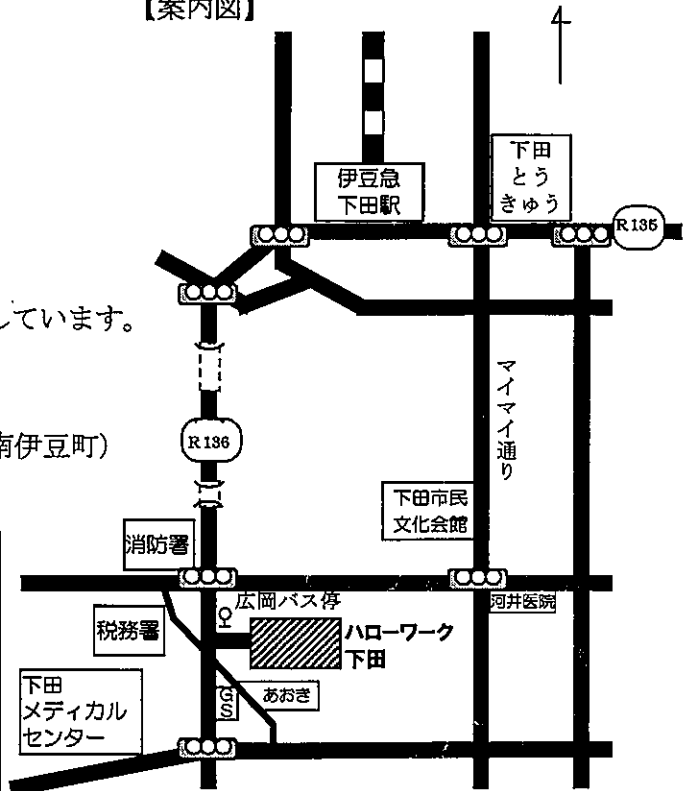 【案内図】
4
伊豆急
下田駅
下田
とう
きゅう
R135
しています。
マイマイ通り
R136
南伊豆町)
下田市民
文化会館
消防署
広岡バス停
河井医院
税務署
ハローワーク
下田
下田
メディカル
センター
GS
あおき